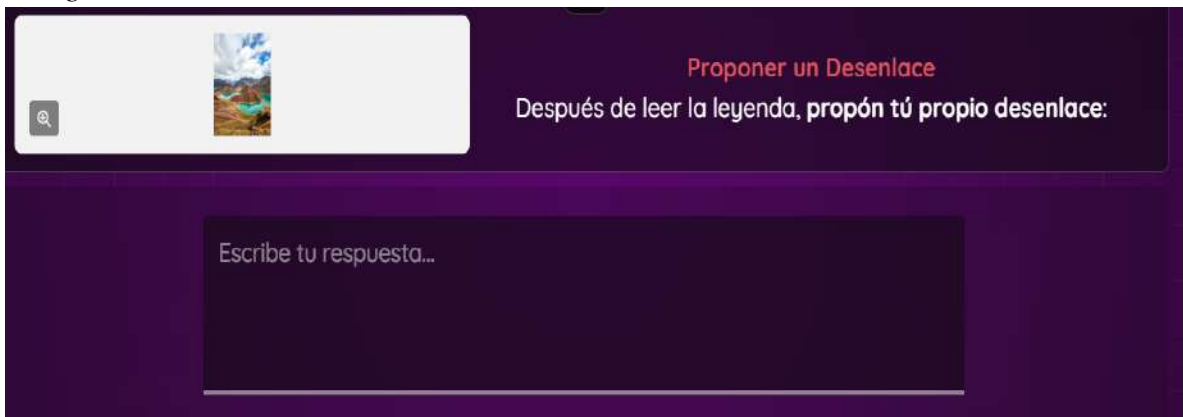 Proponer un Desenlace
Después de leer la leyenda, propón tú propio desenlace:
Escribe tu respuesta...